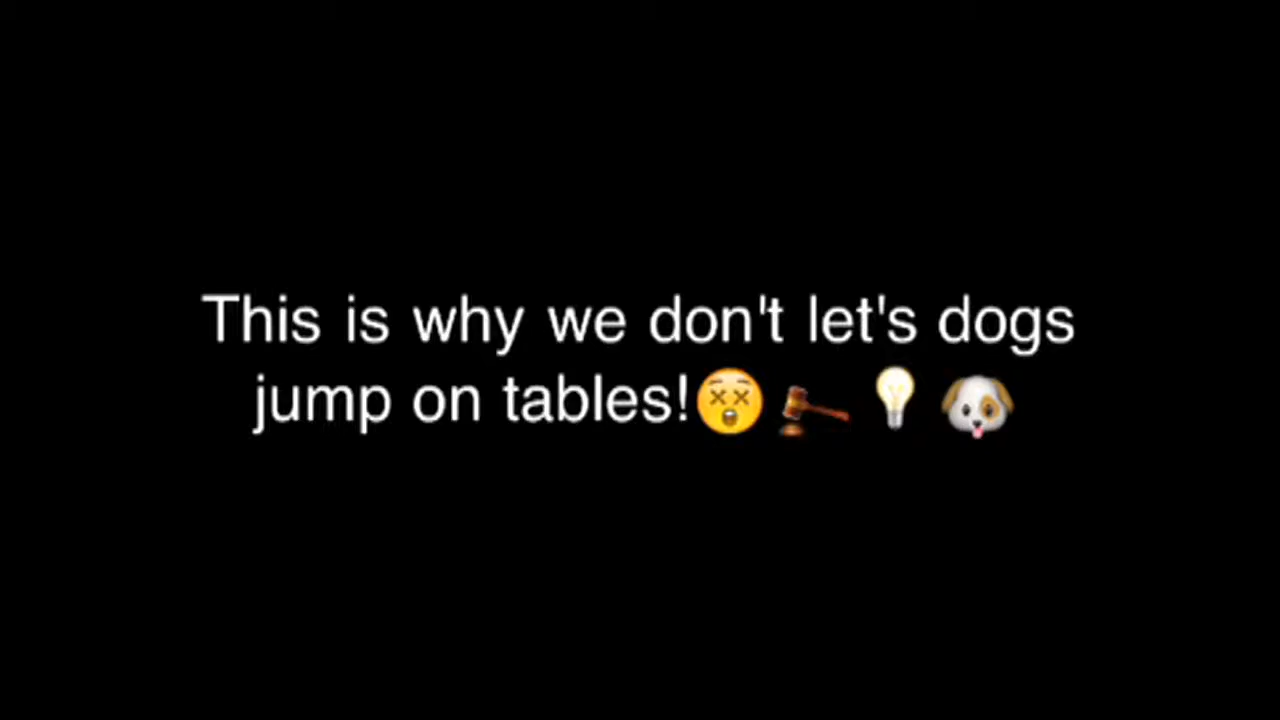 This is why we don't let's dogs
jump on tables!😲🔨💡🐶